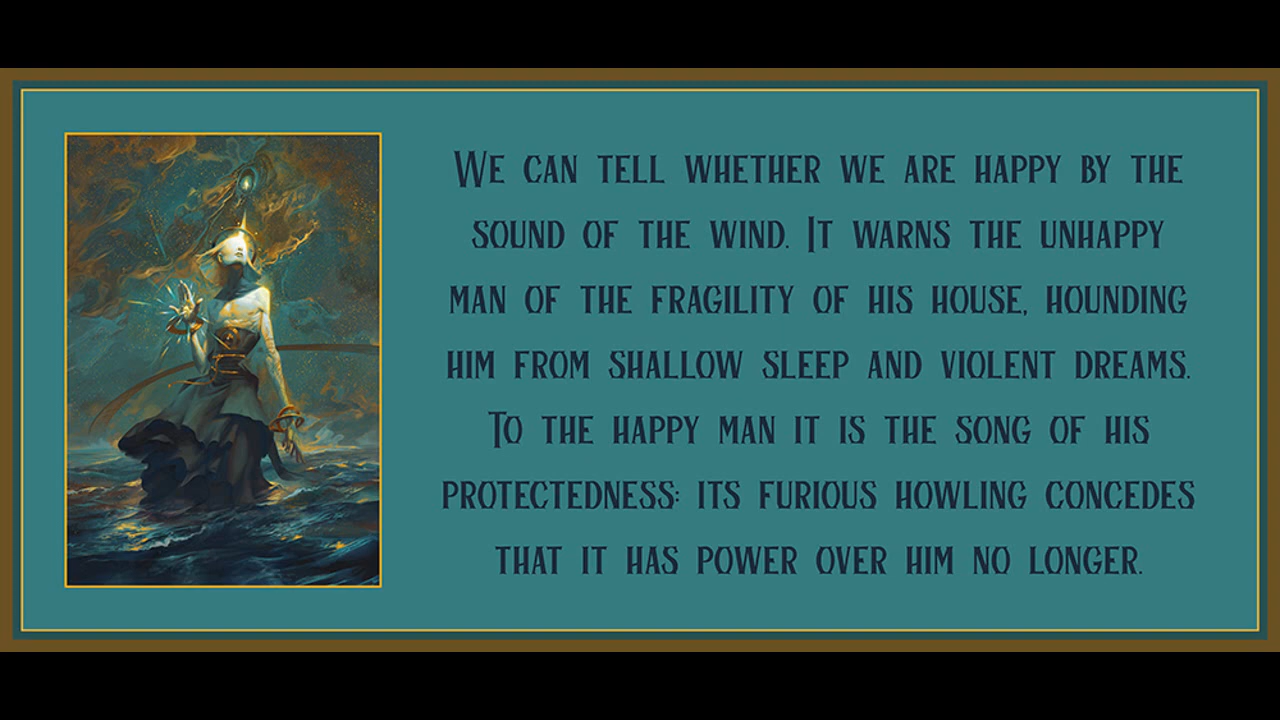 We can tell whether we are happy by the
sound of the wind. It warns the unhappy
man of the fragility of his house, hounding
him from shallow sleep and violent dreams.
To the happy man it is the song of his
protectedness: its furious howling concedes
that it has power over him no longer.